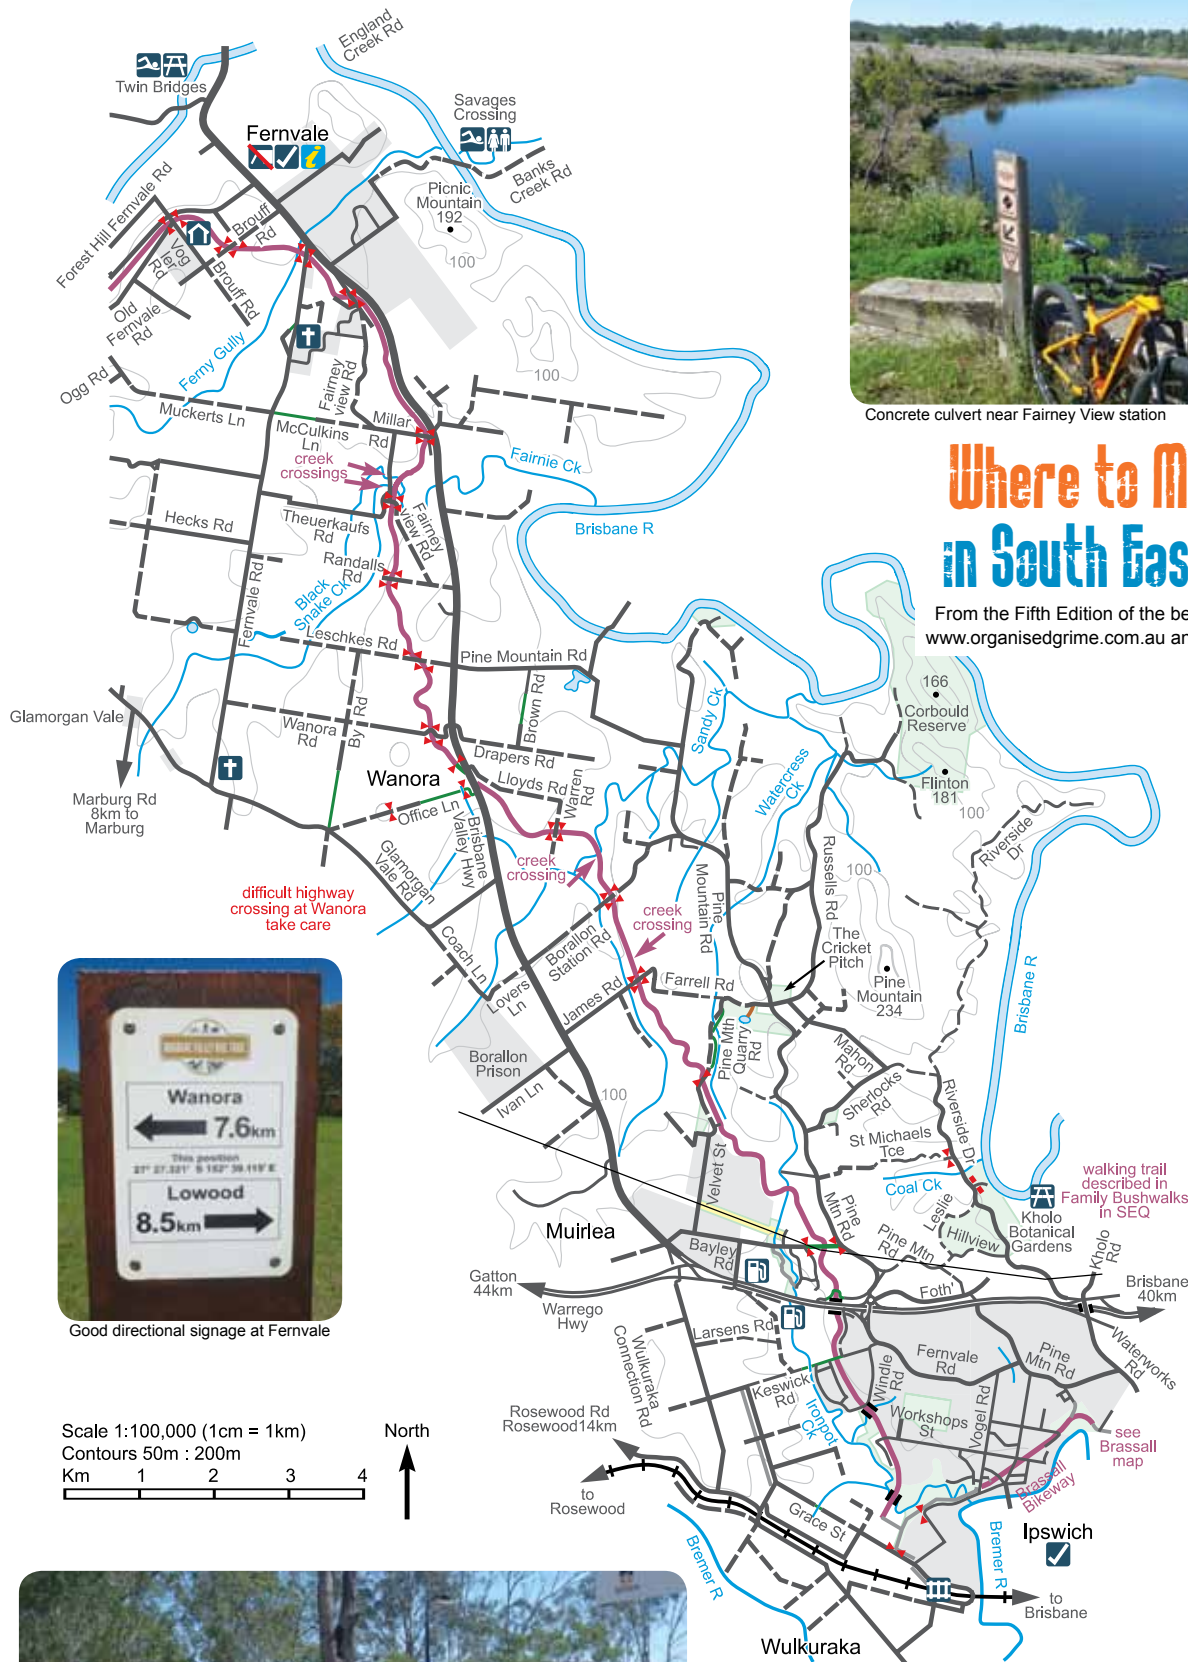 England
Creek Rd
Twin Bridges
Savages
Crossing
Fernvale
Banks
Creek Rd
Picnic
Mountain
192
100
Forest Hill Fernvale Rd
Brouff
Rd
Vog
ler
Rd
Brouff Rd
Old
Fernvale
Rd
Ferny Gully
Ogg Rd
Fairney
view Rd
100
Muckerts Ln
McCulkins
Ln
Millar
Rd
creek
crossings
Fairnie Ck
Hecks Rd
Theuerkaufs
Rd
Fairney
view Rd
Brisbane R
Randalls
Rd
Black
Snake Ck
Fernvale Rd
Leschkes Rd
Pine Mountain Rd
Concrete culvert near Fairney View station
Where to M
in South Eas
From the Fifth Edition of the be
www.organisedgrime.com.au an
Glamorgan Vale
Wanora
Rd
By Rd
Brown Rd
Drapers Rd
Sandy Ck
166
Corbould
Reserve
Wanora
Lloyds Rd
Warren
Rd
Watercress
Ck
Flinton
181
100
Marburg Rd
8km to
Marburg
Office Ln
Brisbane
Valley Hwy
Glamorgan
Vale Rd
creek
crossing
Russells Rd
100
Riverside
Dr
difficult highway
crossing at Wanora
take care
Pine
Mountain Rd
creek
crossing
The
Cricket
Pitch
Coach Ln
Borallon
Station Rd
Lovers
Ln
James Rd
Farrell Rd
Pine
Mountain
234
Brisbane R
Borallon
Prison
Pine Mtn
Quarry
Rd
Mahon
Rd
Ivan Ln
100
Sherlocks
Rd
Riverside Dr
St Michaels
Tce
Velvet St
Coal Ck
walking trail
described in
Family Bushwalks
in SEQ
Wanora
7.6km
This position
27° 27.321' S 152° 39.119' E
Lowood
8.5km
Good directional signage at Fernvale
Muirlea
Pine
Mtn Rd
Leslie
Kholo
Botanical
Gardens
Hillview
Pine Mtn
Rd
Kholo
Rd
Bayley
Rd
Gatton
44km
Warrego
Hwy
Foth'
Brisbane
40km
Larsens Rd
Wulkuraka
Connection Rd
Fernvale
Rd
Pine
Mtn Rd
Waterworks
Rd
Keswick
Rd
Windle
Rd
Workshops
St
Vogel Rd
Ironpot
Ck
Rosewood Rd
Rosewood14km
see
Brassall
map
to
Rosewood
Brassall
Bikeway
Grace St
Ipswich
Bremer R
Bremer R
to
Brisbane
Wulkuraka
Scale 1:100,000 (1cm = 1km)
Contours 50m : 200m
Km 1 2 3 4
North